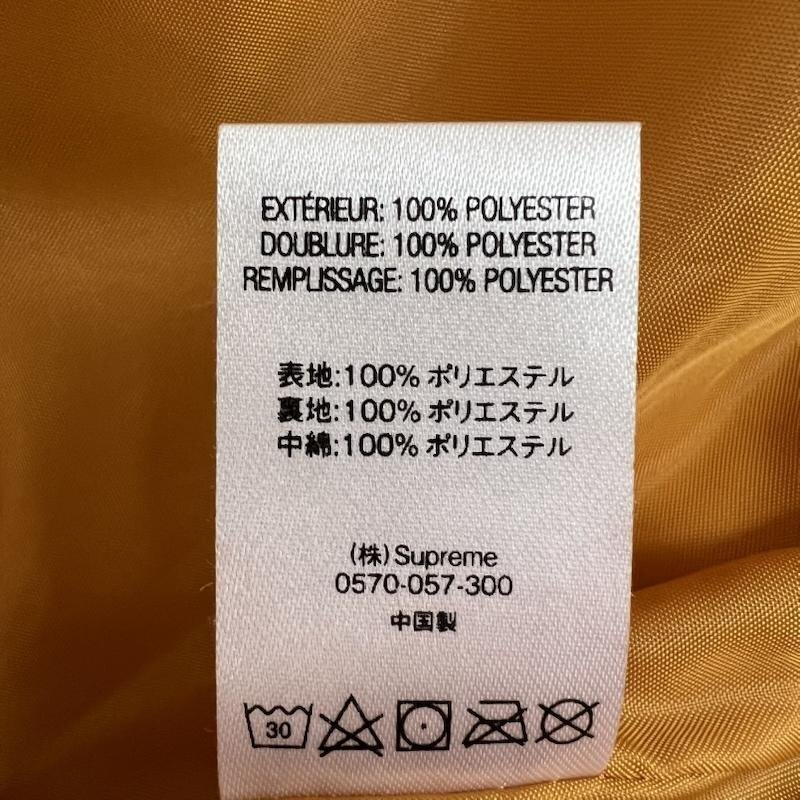 EXTÉRIEUR: 100% POLYESTER
DOUBLURE: 100% POLYESTER
REMPLISSAGE: 100% POLYESTER
表地:100% ポリエステル
裏地:100% ポリエステル
中綿:100% ポリエステル
(株)Supreme
0570-057-300
中国製
30